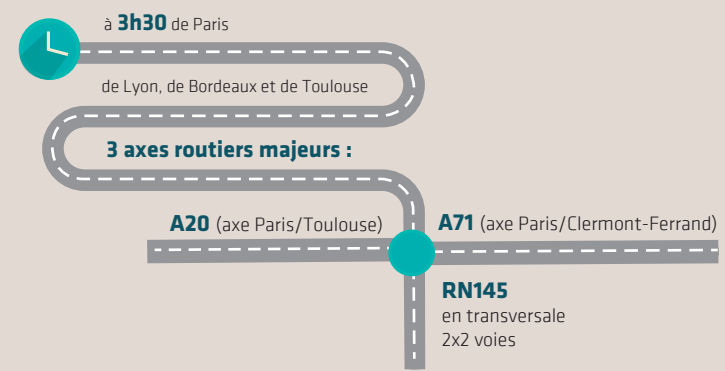 à 3h30 de Paris
de Lyon, de Bordeaux et de Toulouse
3 axes routiers majeurs :
A20 (axe Paris/Toulouse)
A71 (axe Paris/Clermont-Ferrand)
RN145
en transversale
2x2 voies